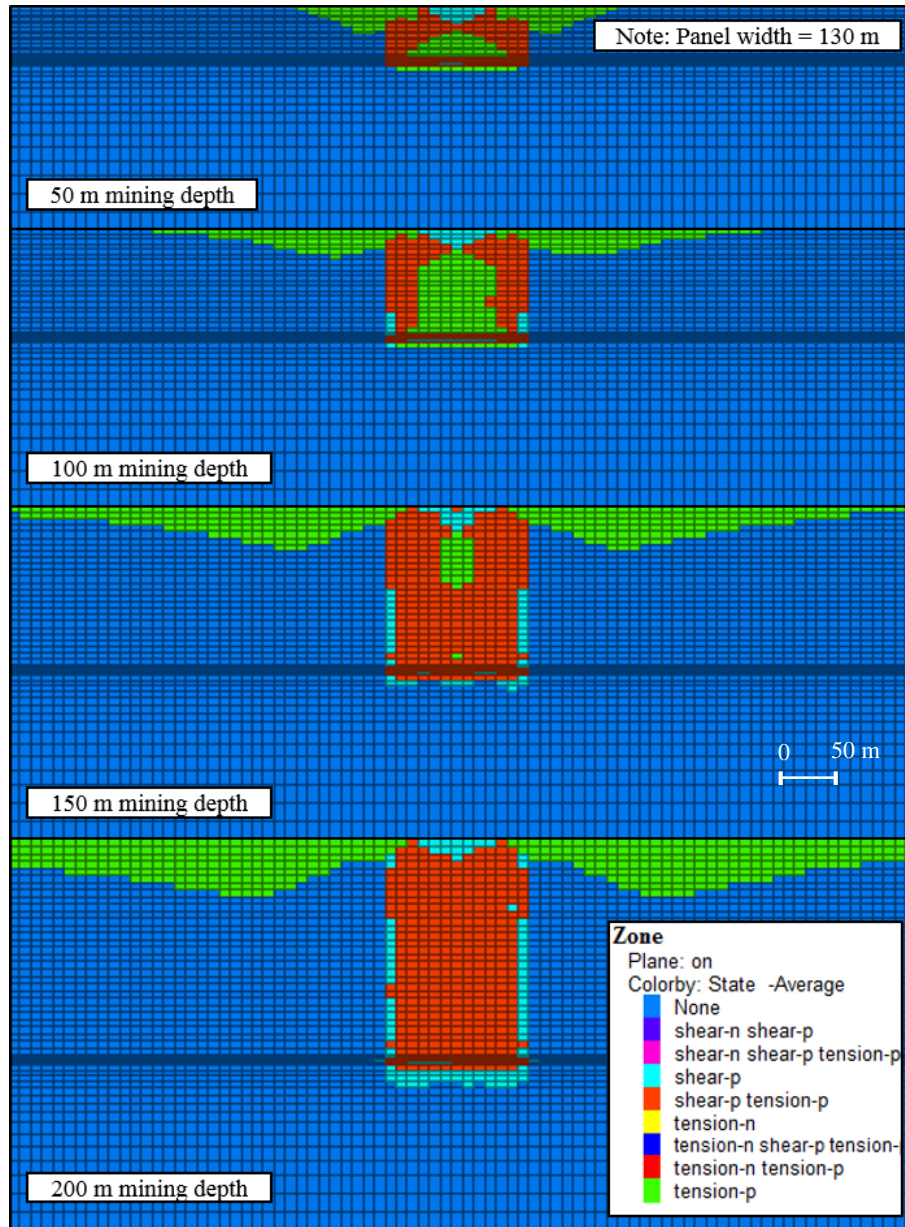 Note: Panel width = 130 m
50 m mining depth
100 m mining depth
0 50 m
150 m mining depth
Zone
Plane: on
Colorby: State -Average
None
shear-n shear-p
shear-n shear-p tension-p
shear-p
shear-p tension-p
tension-n
tension-n shear-p tension-
tension-n tension-p
tension-p
200 m mining depth